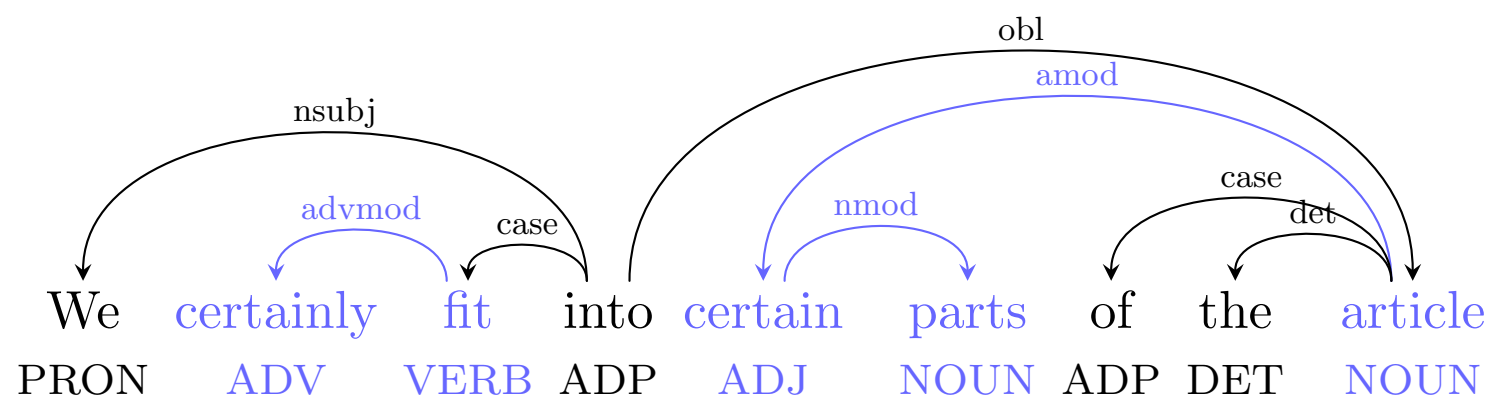 obl
amod
nsubj
case
advmod nmod det
case
We certainly fit into certain parts of the article
PRON ADV VERB ADP ADJ NOUN ADP DET NOUN